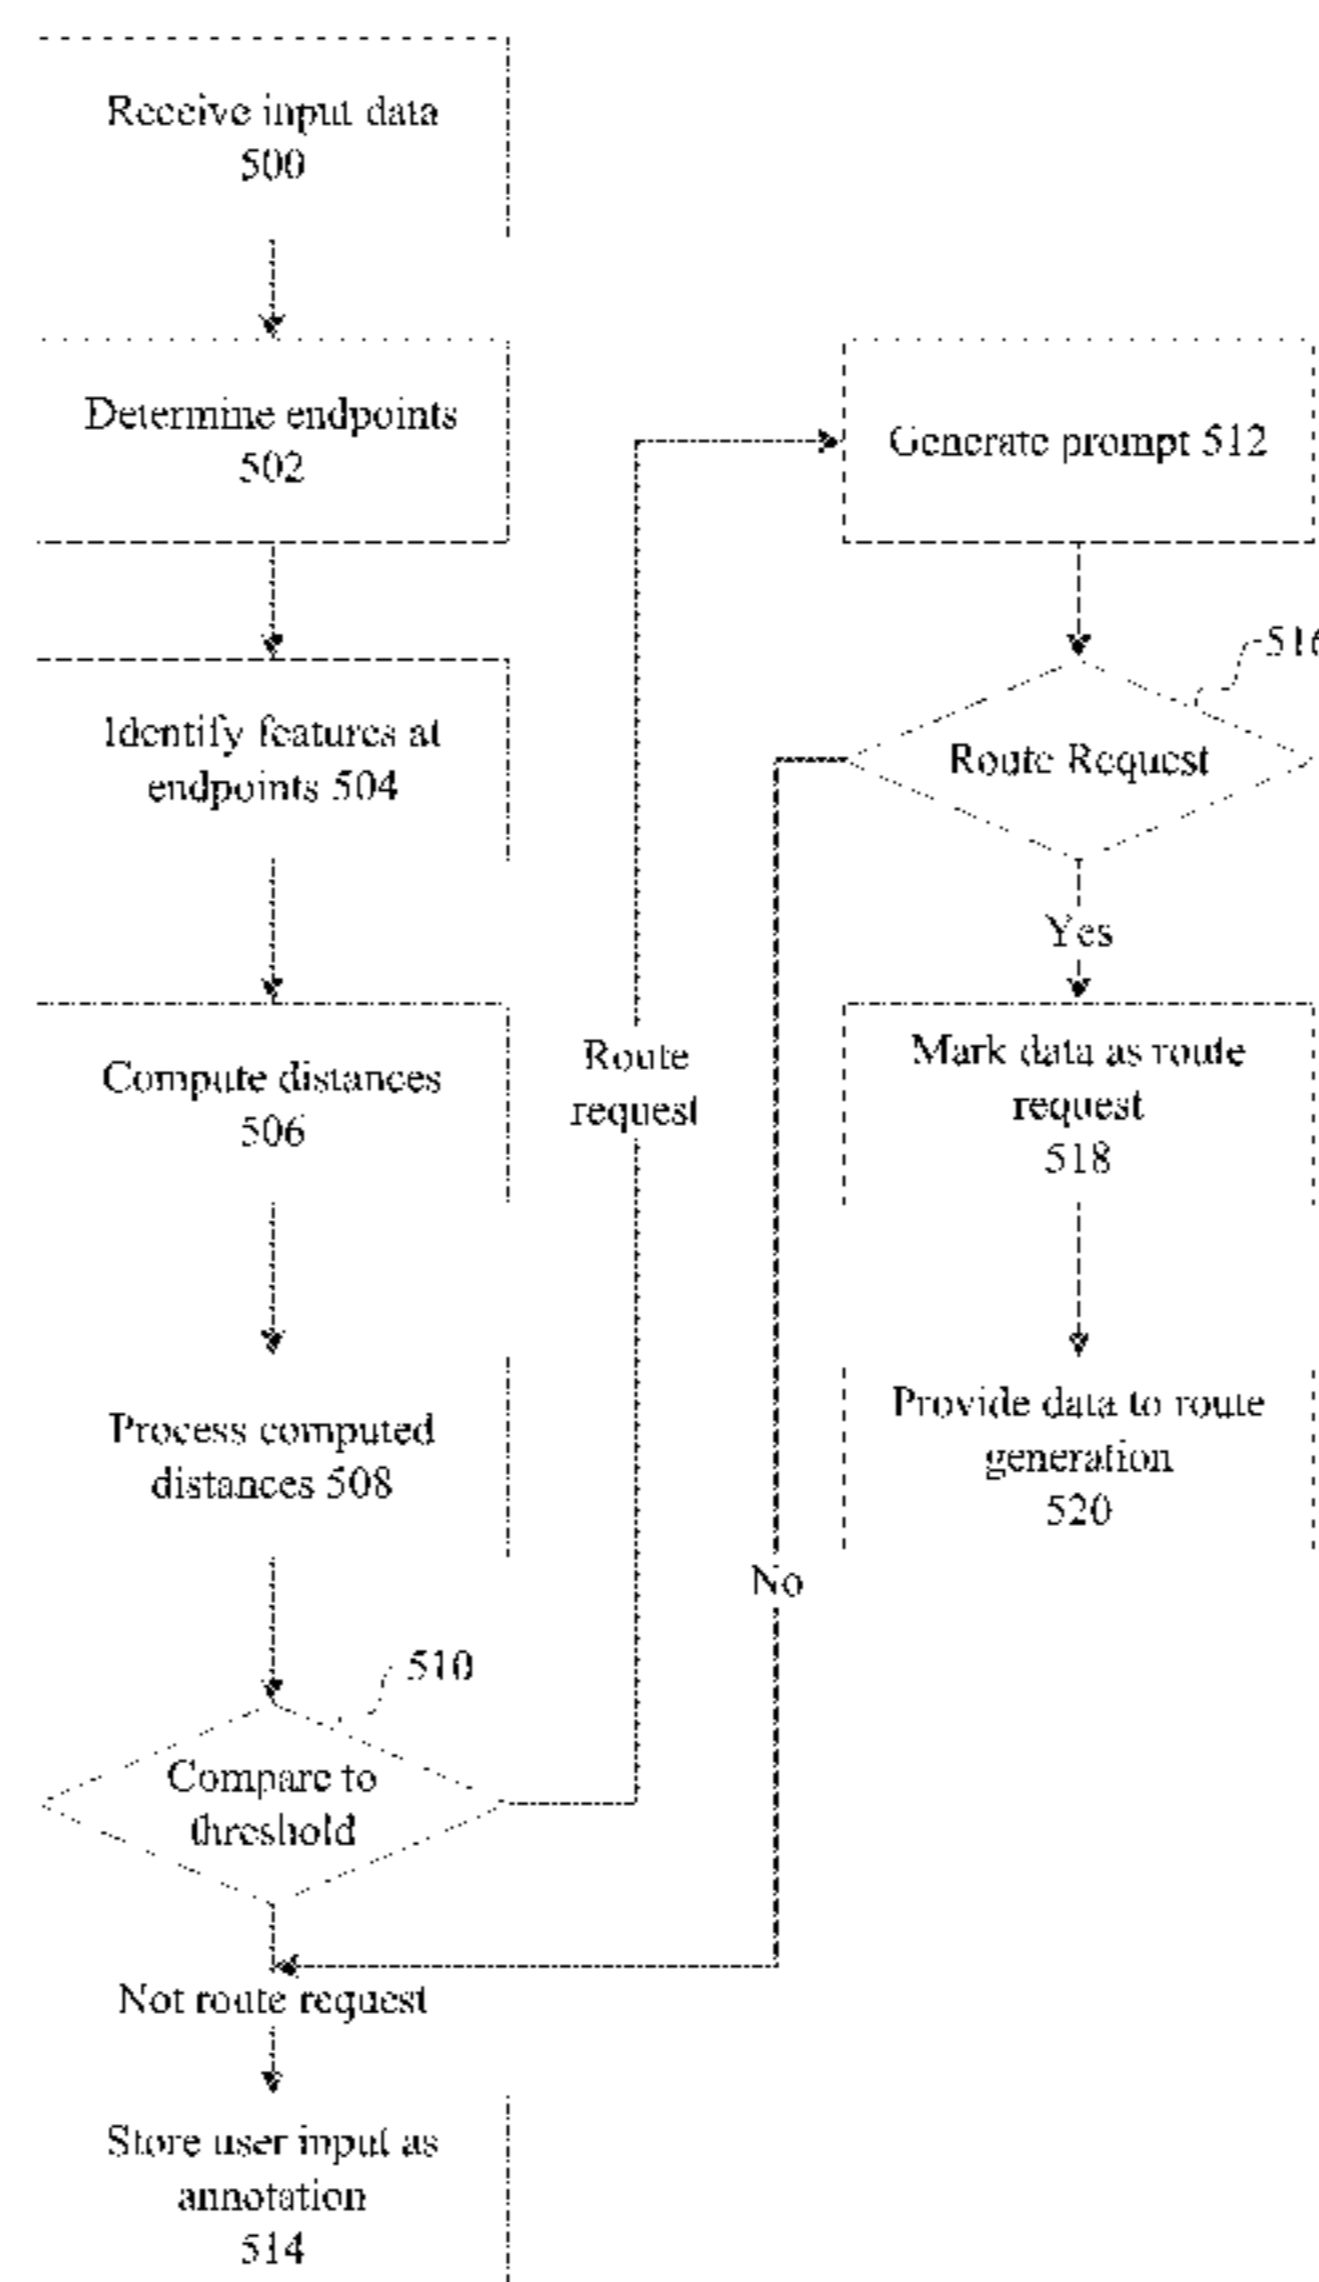 Receive input data
500
Determine endpoints
502
Identify features at
endpoints 504
Compute distances
506
Process computed
distances 508
510
Compare to
threshold
Not route request
Store user input as
annotation
514
Route
request
No
Generate prompt 512
516
Route Request
Yes
Mark data as route
request
518
Provide data to route
generation
520